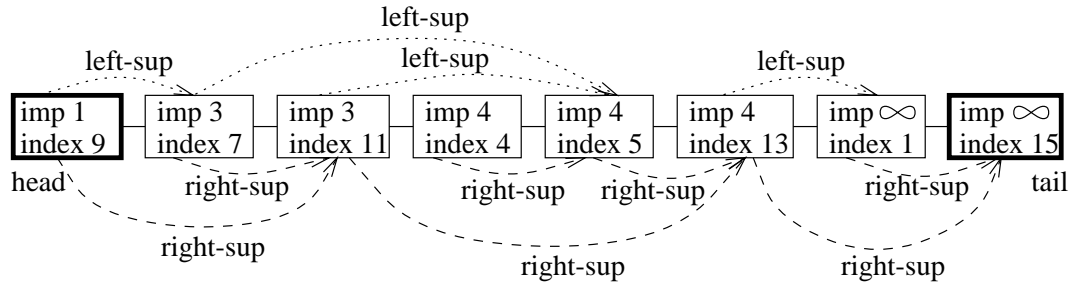 left-sup
left-sup
left-sup
left-sup
imp 1
index 9
imp 3
index 7
imp 3
index 11
imp 4
index 4
imp 4
index 5
imp 4
index 13
imp ∞
index 1
imp ∞
index 15
head
right-sup
right-sup
right-sup
right-sup
tail
right-sup
right-sup
right-sup